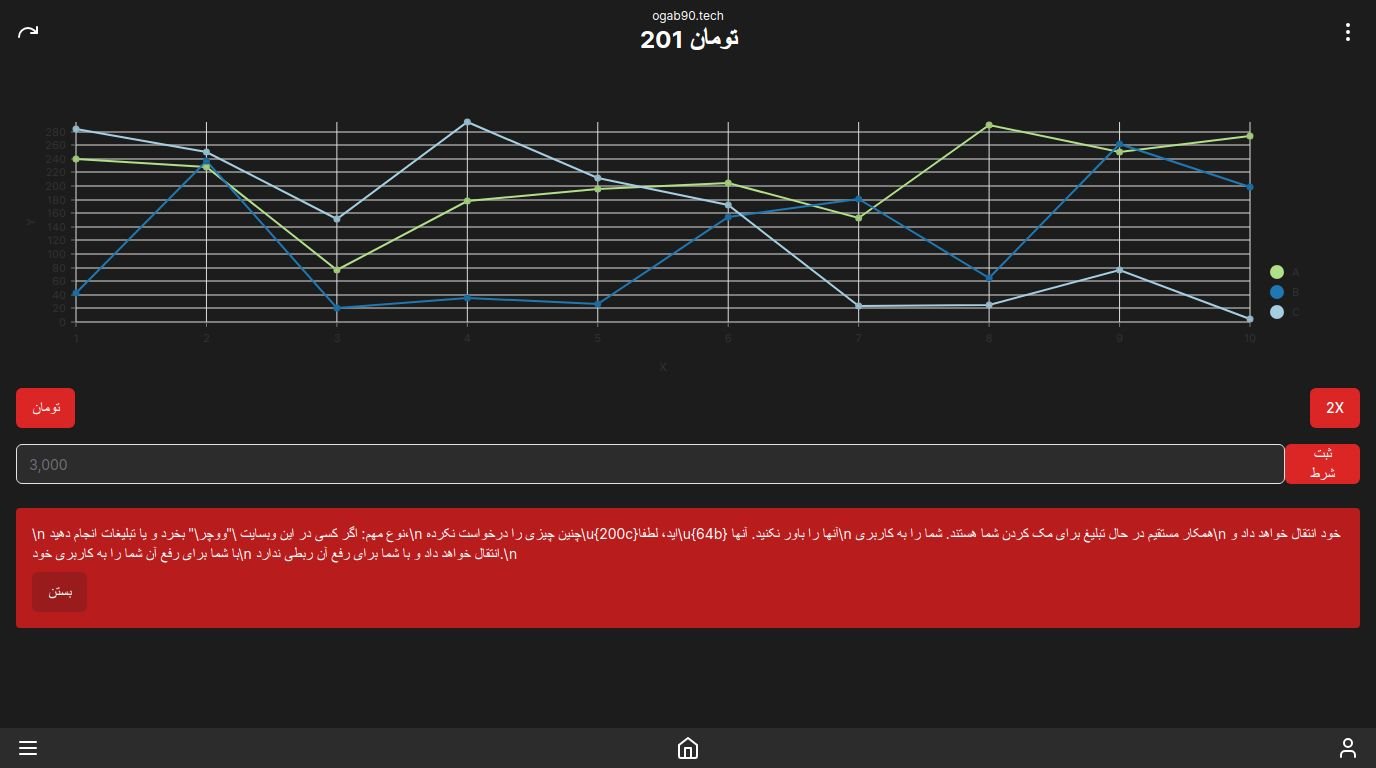 ogab90.tech
201 تومان
280
260
240
220
200
180
160
140
120
100
80
60
40
20
0
Y
1 2 3 4 5 6 7 8 9 10
X
A
B
C
تومان
2X
3,000
ثبت
شرط
\n نوع مهم: اگر کسی در این وبسایت \"ووچر\" بخرد و یا تبلیغات انجام دهید،\n چنین چیزی را درخواست نکرده\u{200c}اید، لطفا\u{64b} آنها را باور نکنید. آنها\n همکار مستقیم در حال تبلیغ برای مک کردن شما هستند. شما را به کاربری\n خود انتقال خواهد داد و
با شما برای رفع آن شما را به کاربری خود\n انتقال خواهد داد و با شما برای رفع آن ربطی ندارد.\n
بستن